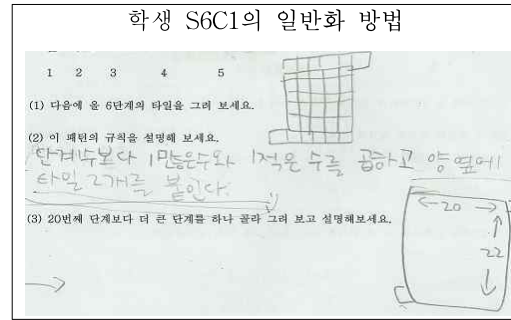 학생 S6C1의 일반화 방법
1 2 3 4 5
(1) 다음에 올 6단계의 타일을 그려 보세요.
(2) 이 패턴의 규칙을 설명해 보세요.
단계수보다 1만큼은수와 1적은 수를 곱하고 양옆에
타일 2개를 붙인다.
(3) 20번째 단계보다 더 큰 단계를 하나 골라 그려 보고 설명해보세요.
20
22